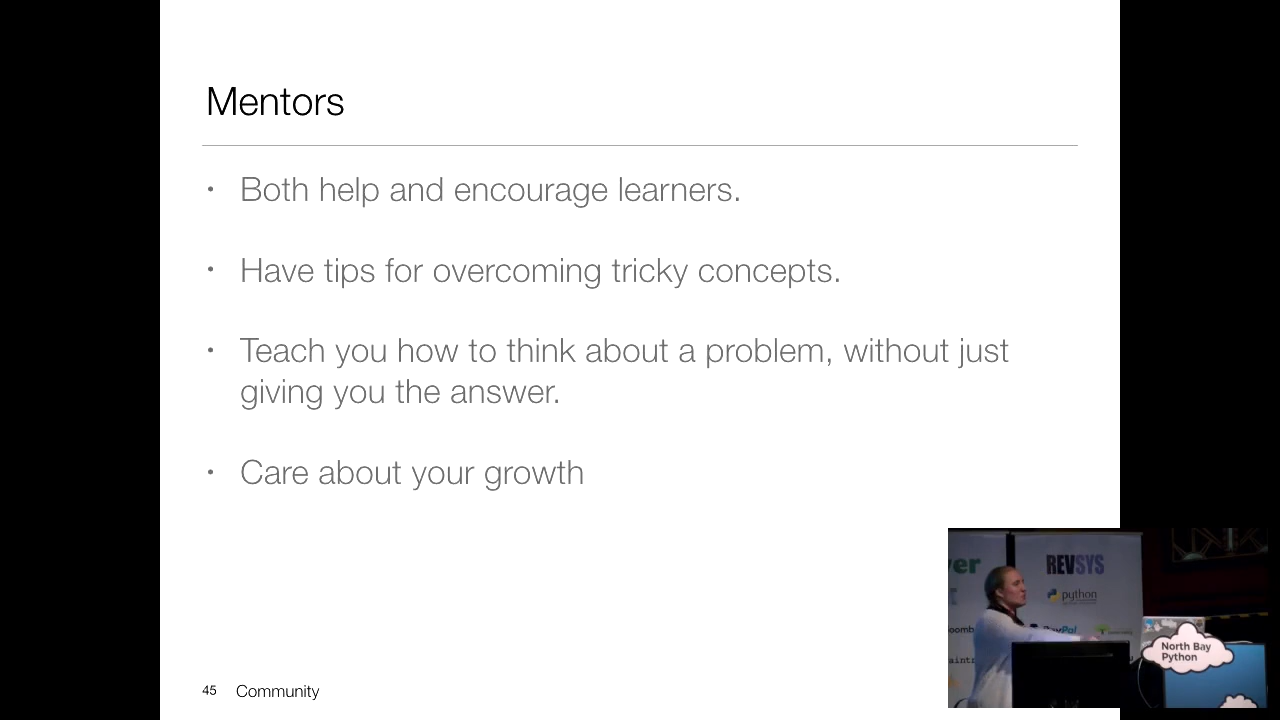 Mentors
• Both help and encourage learners.
• Have tips for overcoming tricky concepts.
• Teach you how to think about a problem, without just
giving you the answer.
• Care about your growth
REVSYS
python
PayPal
North Bay
Python
45 Community